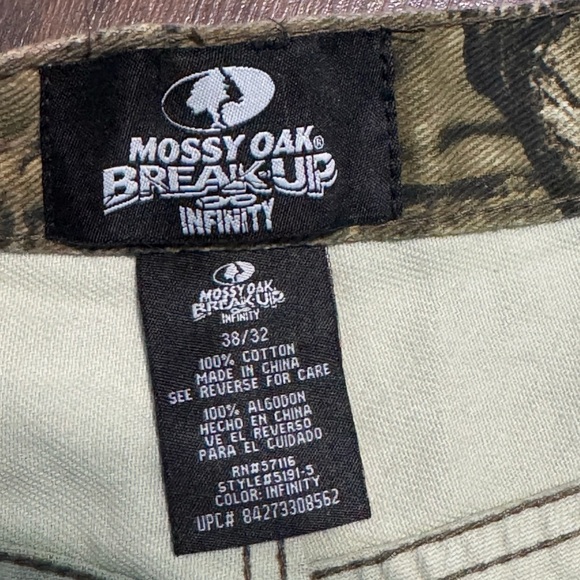 MOSSY OAK®
BREAK-UP
INFINITY
MOSSY OAK
BREAK-UP
INFINITY
38/32
100% COTTON
MADE IN CHINA
SEE REVERSE FOR CARE
100% ALGODON
HECHO EN CHINA
VE EL REVERSO
PARA EL CUIDADO
RN#57116
STYLE#5191-5
COLOR: INFINITY
UPC# 84273308562